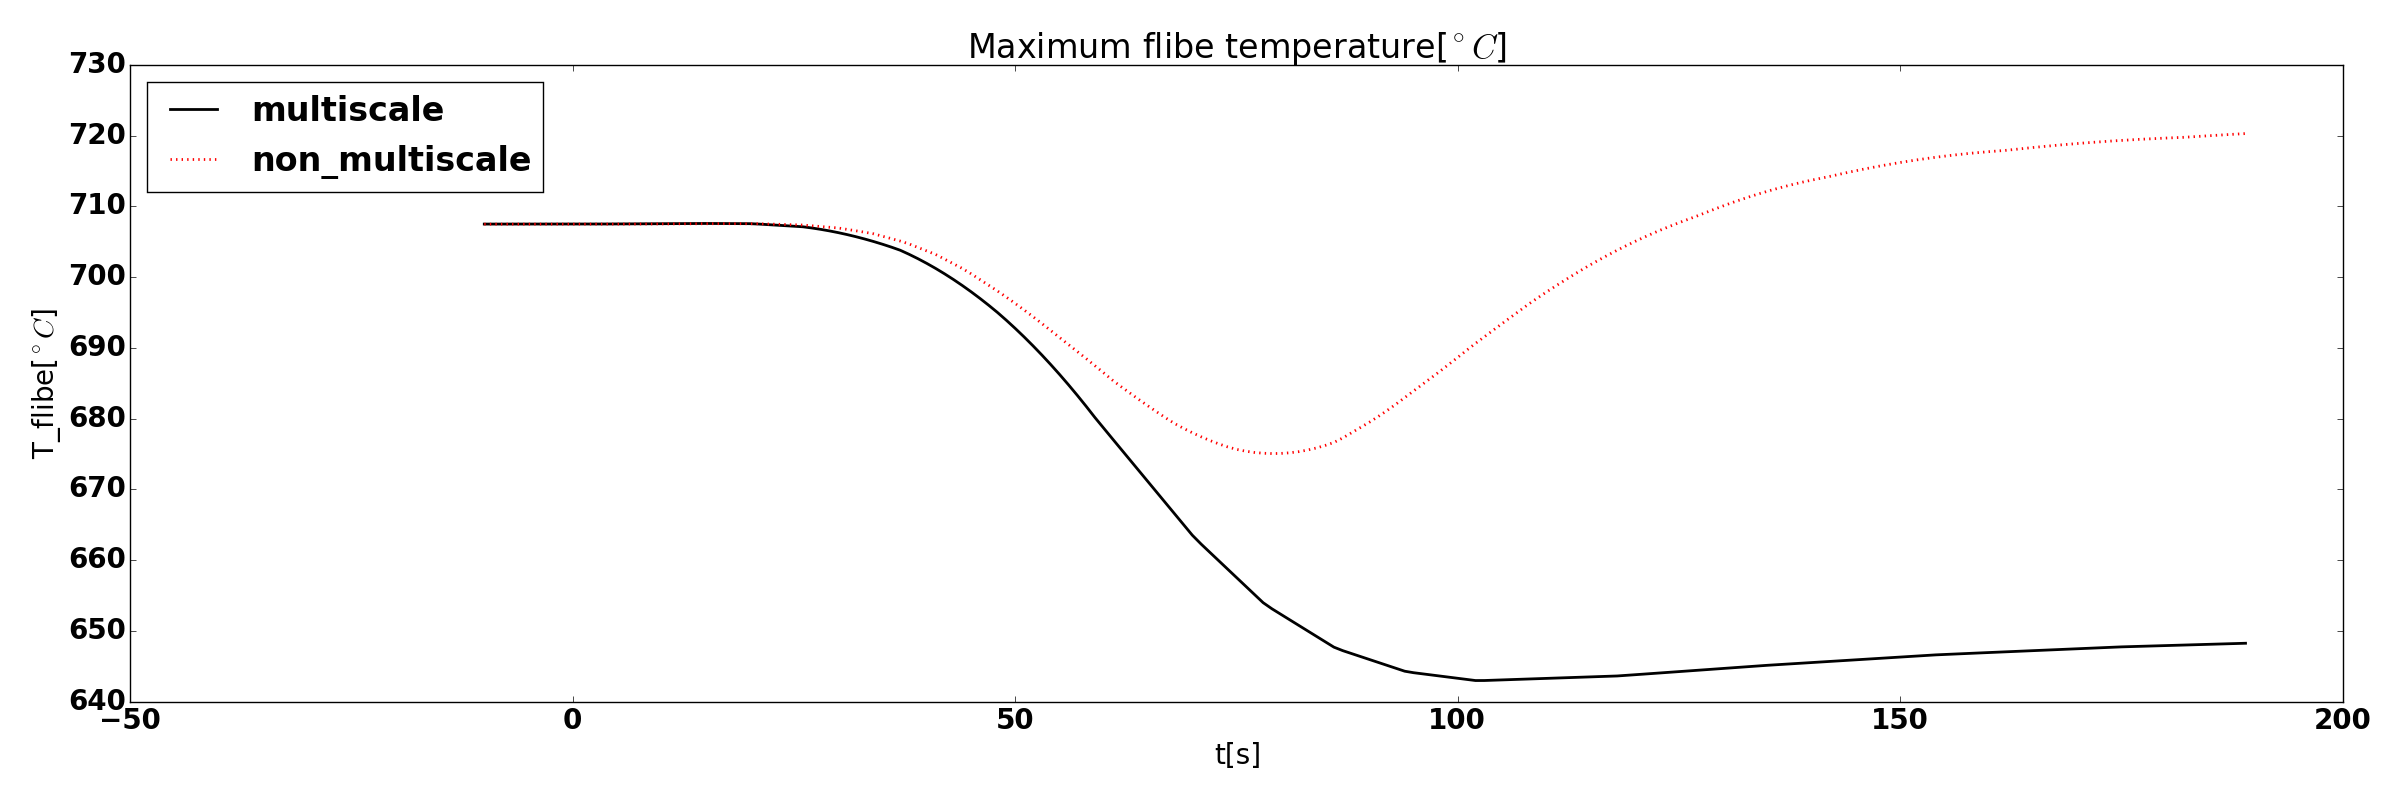 Maximum flibe temperature[°C]
multiscale
non_multiscale
T_flibe[°C]
730
720
710
700
690
680
670
660
650
640
−50 0 50 100 150 200
t[s]